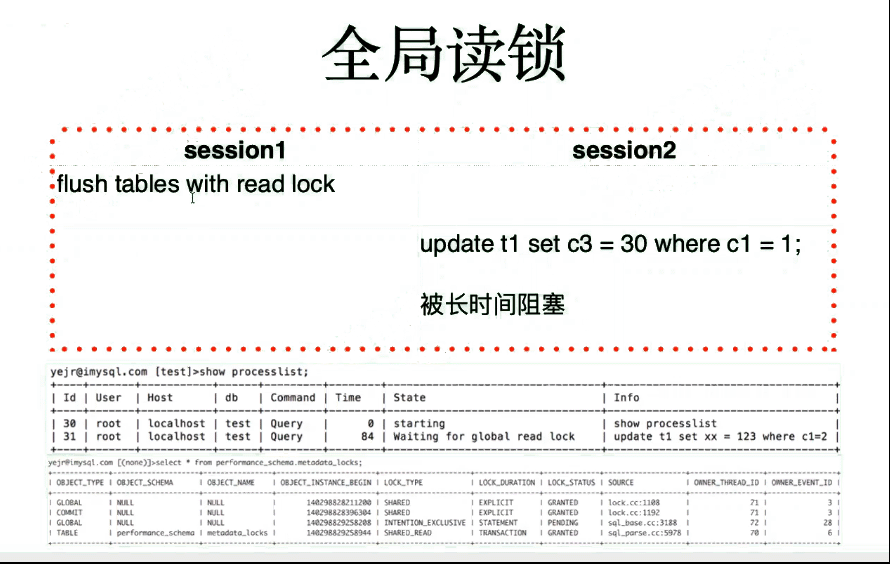 全局读锁
session1 session2
flush tables with read lock
update t1 set c3 = 30 where c1 = 1;
被长时间阻塞
yejr@imysql.com [test]>show processlist;
+----+------+-----------+------+---------+------+------------------------------+-------------------------------------+
| Id | User | Host | db | Command | Time | State | Info |
+----+------+-----------+------+---------+------+------------------------------+-------------------------------------+
| 30 | root | localhost | test | Query | 0 | starting | show processlist |
| 31 | root | localhost | test | Query | 84 | Waiting for global read lock | update t1 set xx = 123 where c1=2 |
+----+------+-----------+------+---------+------+------------------------------+-------------------------------------+
yejr@imysql.com [(none)]>select * from performance_schema.metadata_locks;
| OBJECT_TYPE | OBJECT_SCHEMA | OBJECT_NAME | OBJECT_INSTANCE_BEGIN | LOCK_TYPE | LOCK_DURATION | LOCK_STATUS | SOURCE | OWNER_THREAD_ID | OWNER_EVENT_ID |
| GLOBAL | NULL | NULL | 140298828211200 | SHARED | EXPLICIT | GRANTED | lock.cc:1108 | 71 | 3 |
| COMMIT | NULL | NULL | 140298828396304 | SHARED | EXPLICIT | GRANTED | lock.cc:1192 | 71 | 3 |
| GLOBAL | NULL | NULL | 140298829258208 | INTENTION_EXCLUSIVE | STATEMENT | PENDING | sql_base.cc:3188 | 72 | 28 |
| TABLE | performance_schema | metadata_locks | 140298829258944 | SHARED_READ | TRANSACTION | GRANTED | sql_parse.cc:5978 | 70 | 6 |